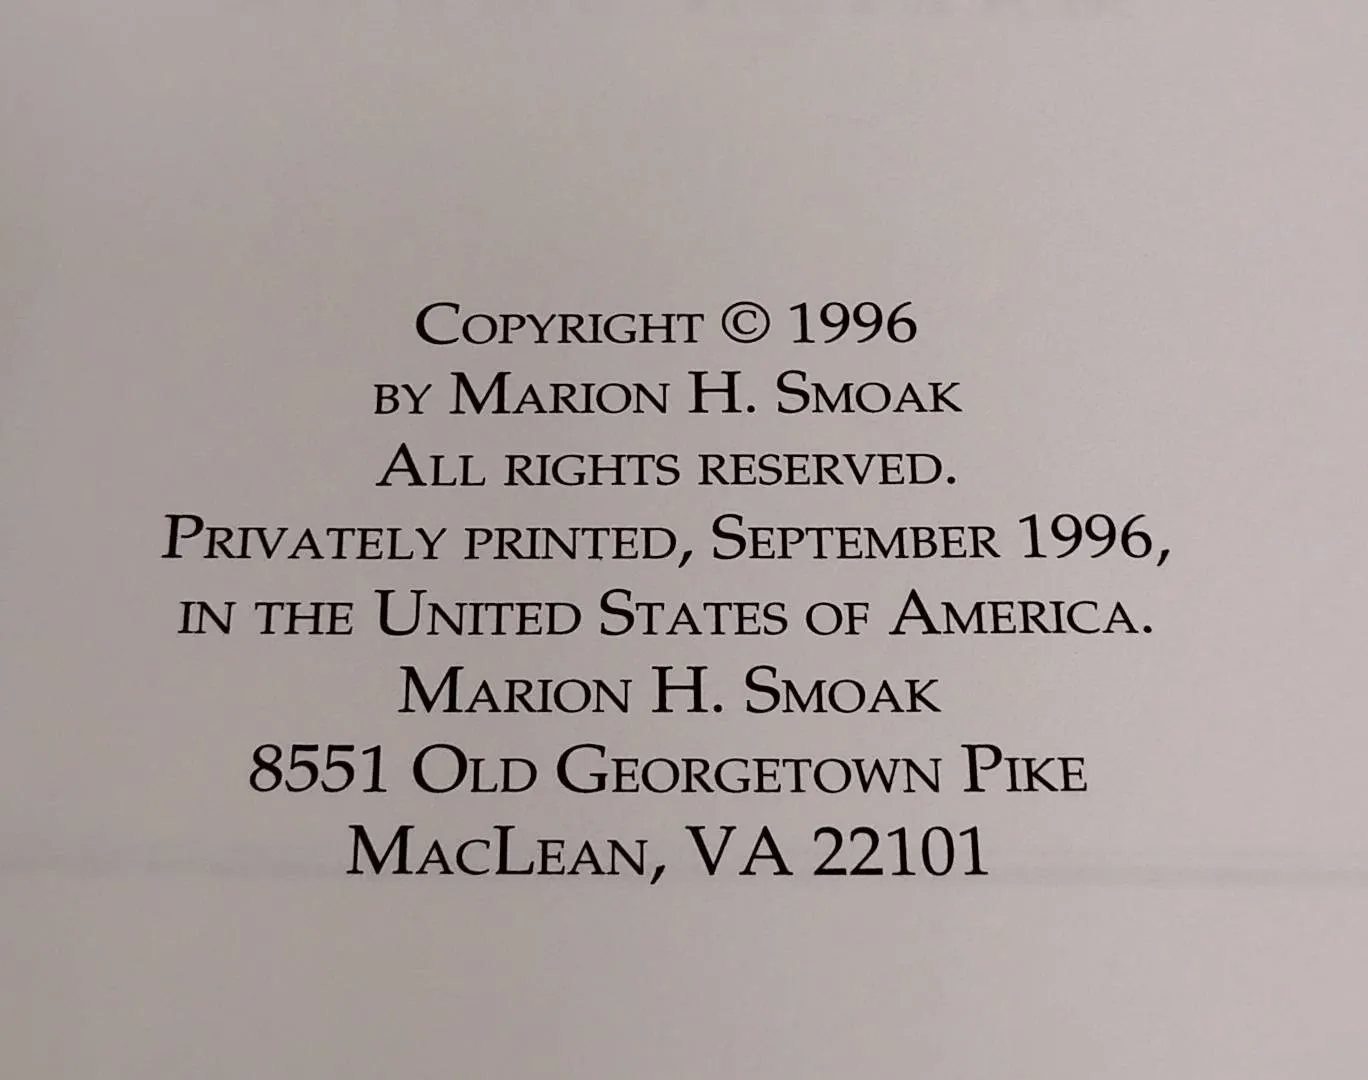 Copyright © 1996
by Marion H. Smoak
All rights reserved.
Privately printed, September 1996,
in the United States of America.
Marion H. Smoak
8551 Old Georgetown Pike
MacLean, VA 22101